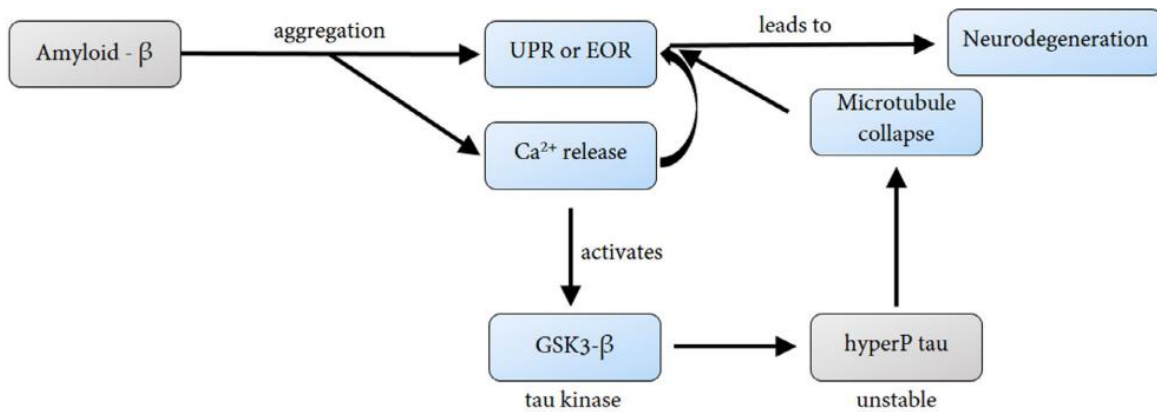 Amyloid - β
aggregation
UPR or EOR
leads to
Neurodegeneration
Microtubule
collapse
Ca²⁺ release
activates
GSK3-β
tau kinase
hyperP tau
unstable